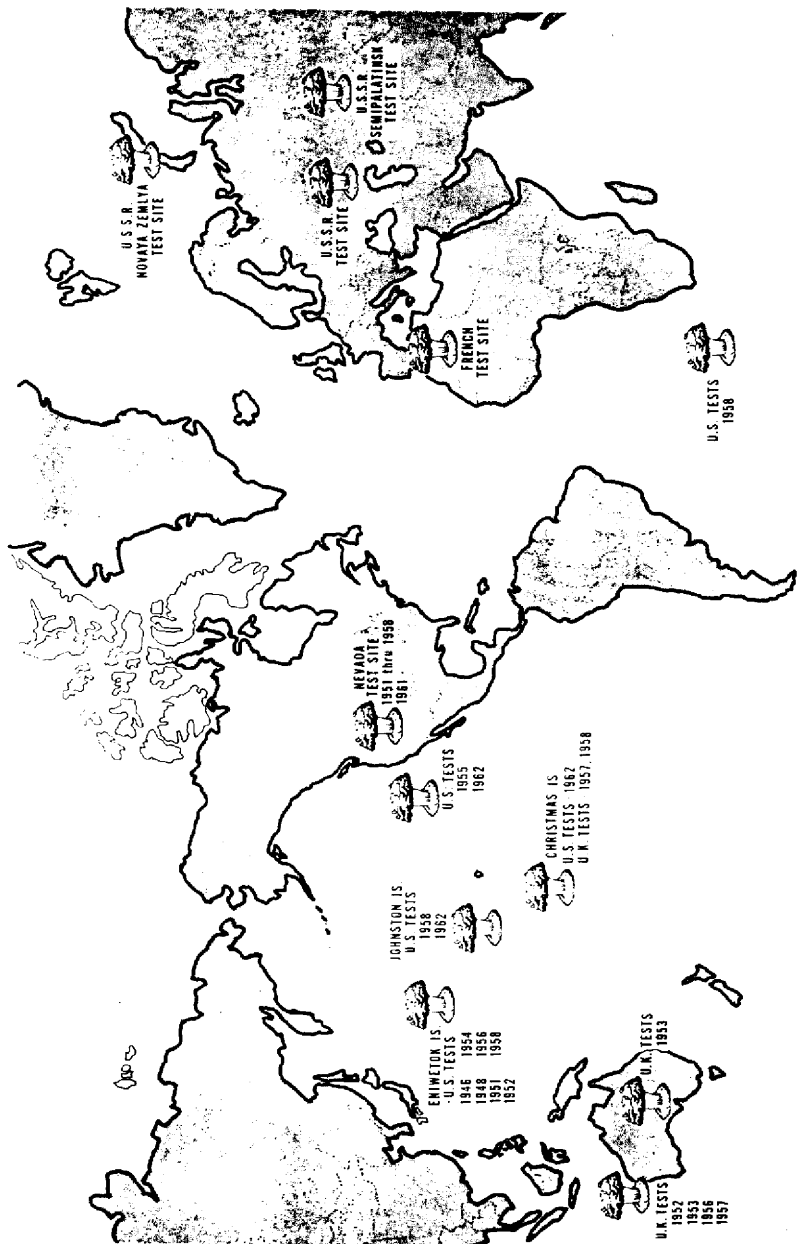 U.S.S.R.
NOVAYA ZEMLYA
TEST SITE
U.S.S.R.
SEMIPALATINSK
TEST SITE
U.S.S.R.
TEST SITE
FRENCH
TEST SITE
U.S. TESTS
1958
NEVADA
TEST SITE
1951 thru 1958
1961
U.S. TESTS
1955
1962
CHRISTMAS IS
U.S. TESTS 1962
U.K. TESTS 1957, 1958
JOHNSTON IS
U.S. TESTS
1958
1962
ENIWETOK IS.
U.S. TESTS
1946 1954
1948 1956
1951 1958
1952
U.K. TESTS
1953
U.K. TESTS
1952
1953
1956
1957